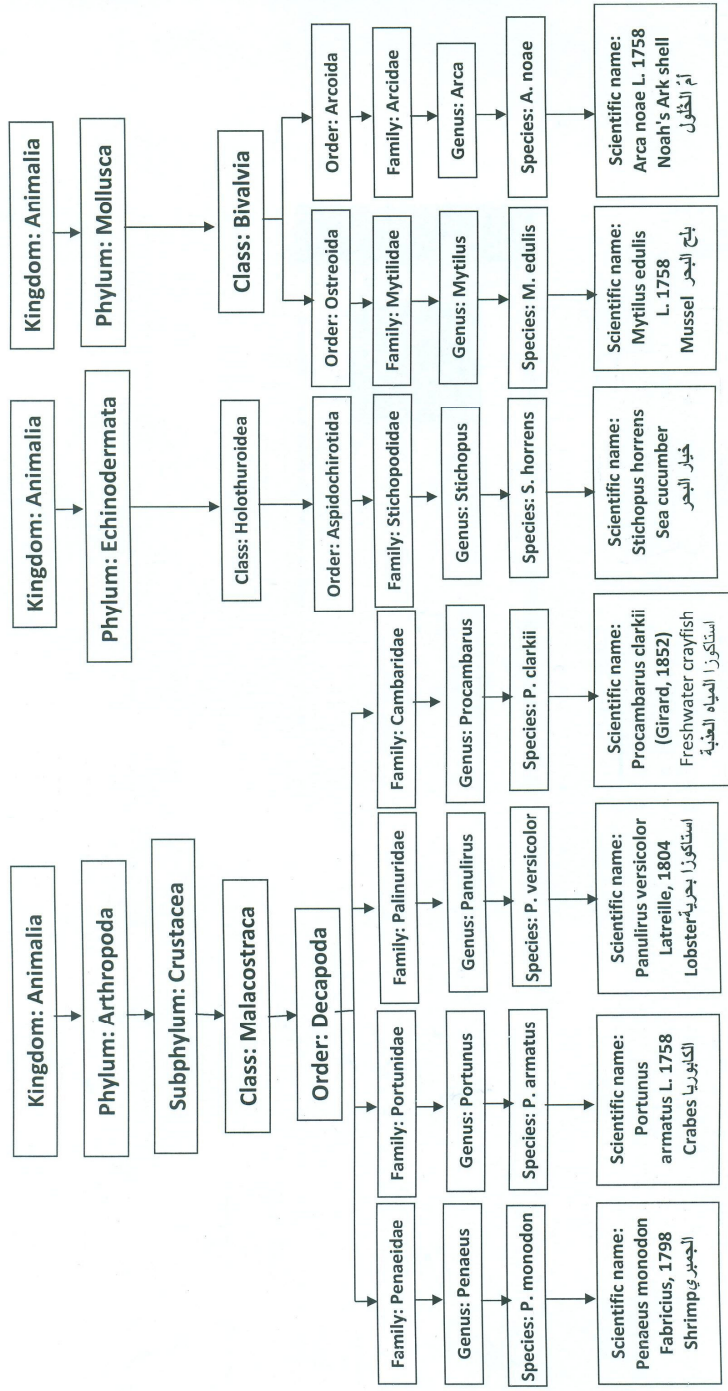 Kingdom: Animalia
Phylum: Arthropoda
Subphylum: Crustacea
Class: Malacostraca
Order: Decapoda
Family: Penaeidae
Genus: Penaeus
Species: P. monodon
Scientific name:
Penaeus monodon
Fabricius, 1798
Shrimp الجمبري
Family: Portunidae
Genus: Portunus
Species: P. armatus
Scientific name:
Portunus
armatus L. 1758
Crabes الكابوريا
Family: Palinuridae
Genus: Panulirus
Species: P. versicolor
Scientific name:
Panulirus versicolor
Latreille, 1804
Lobster استاكوزا بحرية
Family: Cambaridae
Genus: Procambarus
Species: P. clarkii
Scientific name:
Procambarus clarkii
(Girard, 1852)
Freshwater crayfish
استاكوزا المياه العذبة
Kingdom: Animalia
Phylum: Echinodermata
Class: Holothuroidea
Order: Aspidochirotida
Family: Stichopodidae
Genus: Stichopus
Species: S. horrens
Scientific name:
Stichopus horrens
Sea cucumber
خيار البحر
Kingdom: Animalia
Phylum: Mollusca
Class: Bivalvia
Order: Ostreoida
Family: Mytilidae
Genus: Mytilus
Species: M. edulis
Scientific name:
Mytilus edulis
L. 1758
Mussel بلح البحر
Order: Arcoida
Family: Arcidae
Genus: Arca
Species: A. noae
Scientific name:
Arca noae L. 1758
Noah's Ark shell
أم الخلول